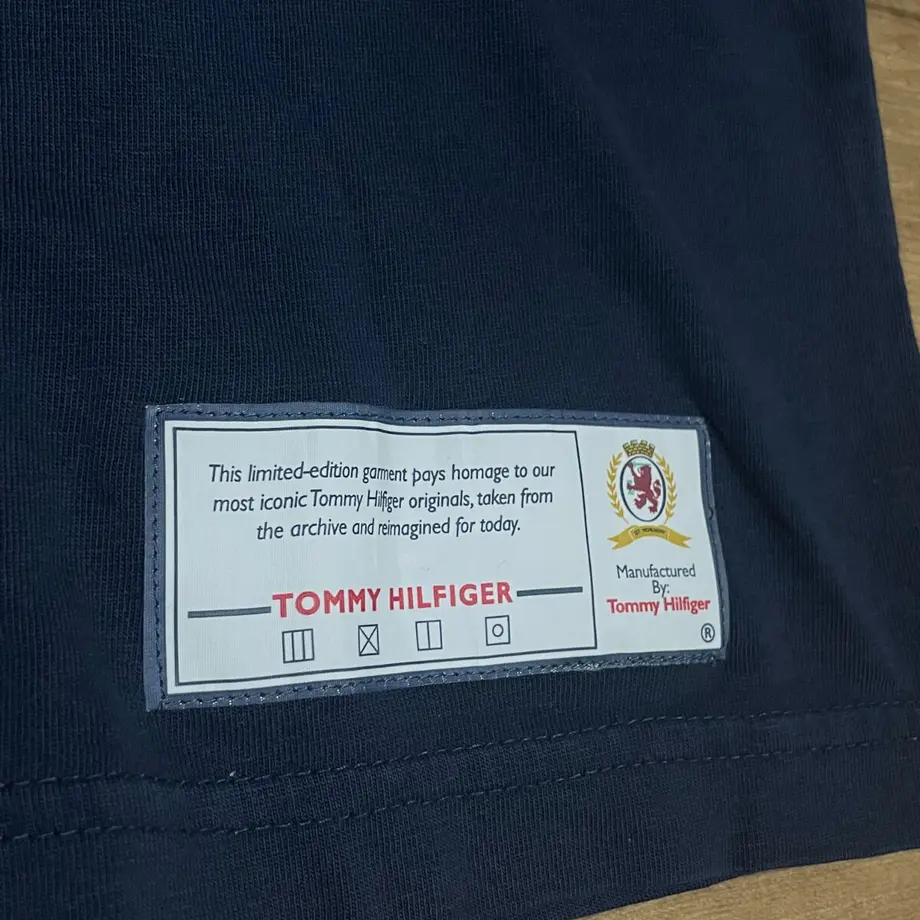 This limited-edition garment pays homage to our
most iconic Tommy Hilfiger originals, taken from
the archive and reimagined for today.
TOMMY HILFIGER
Manufactured
By:
Tommy Hilfiger
®